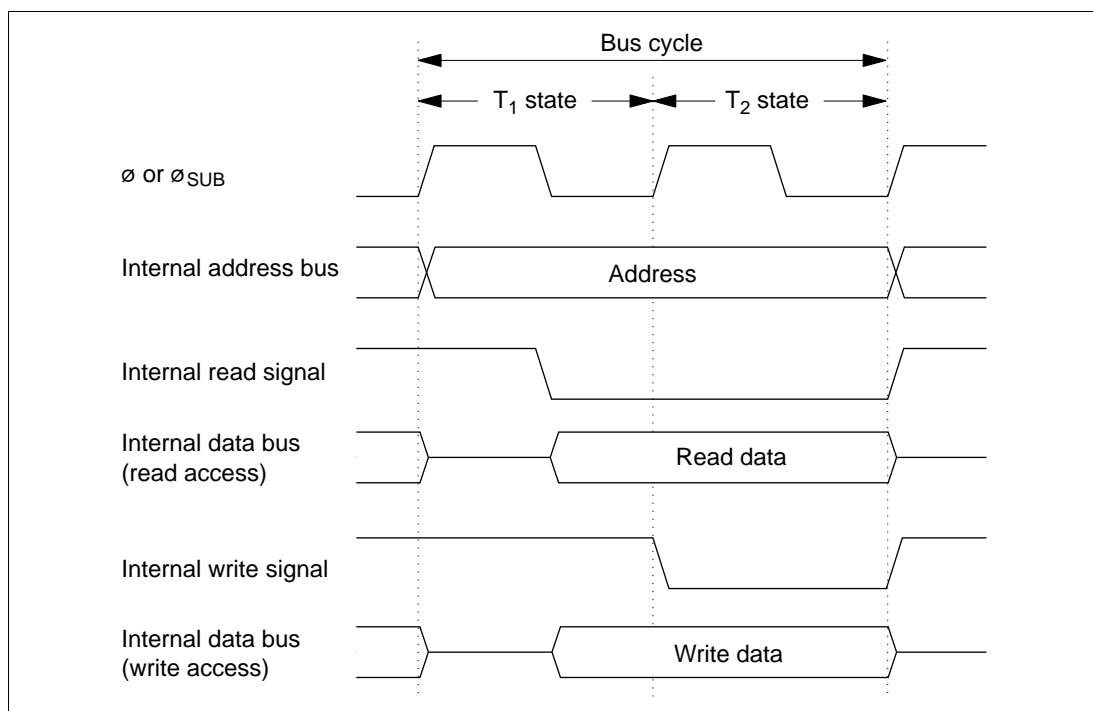 Bus cycle
T1 state
T2 state
ø or øSUB
Internal address bus
Address
Internal read signal
Internal data bus
(read access)
Read data
Internal write signal
Internal data bus
(write access)
Write data